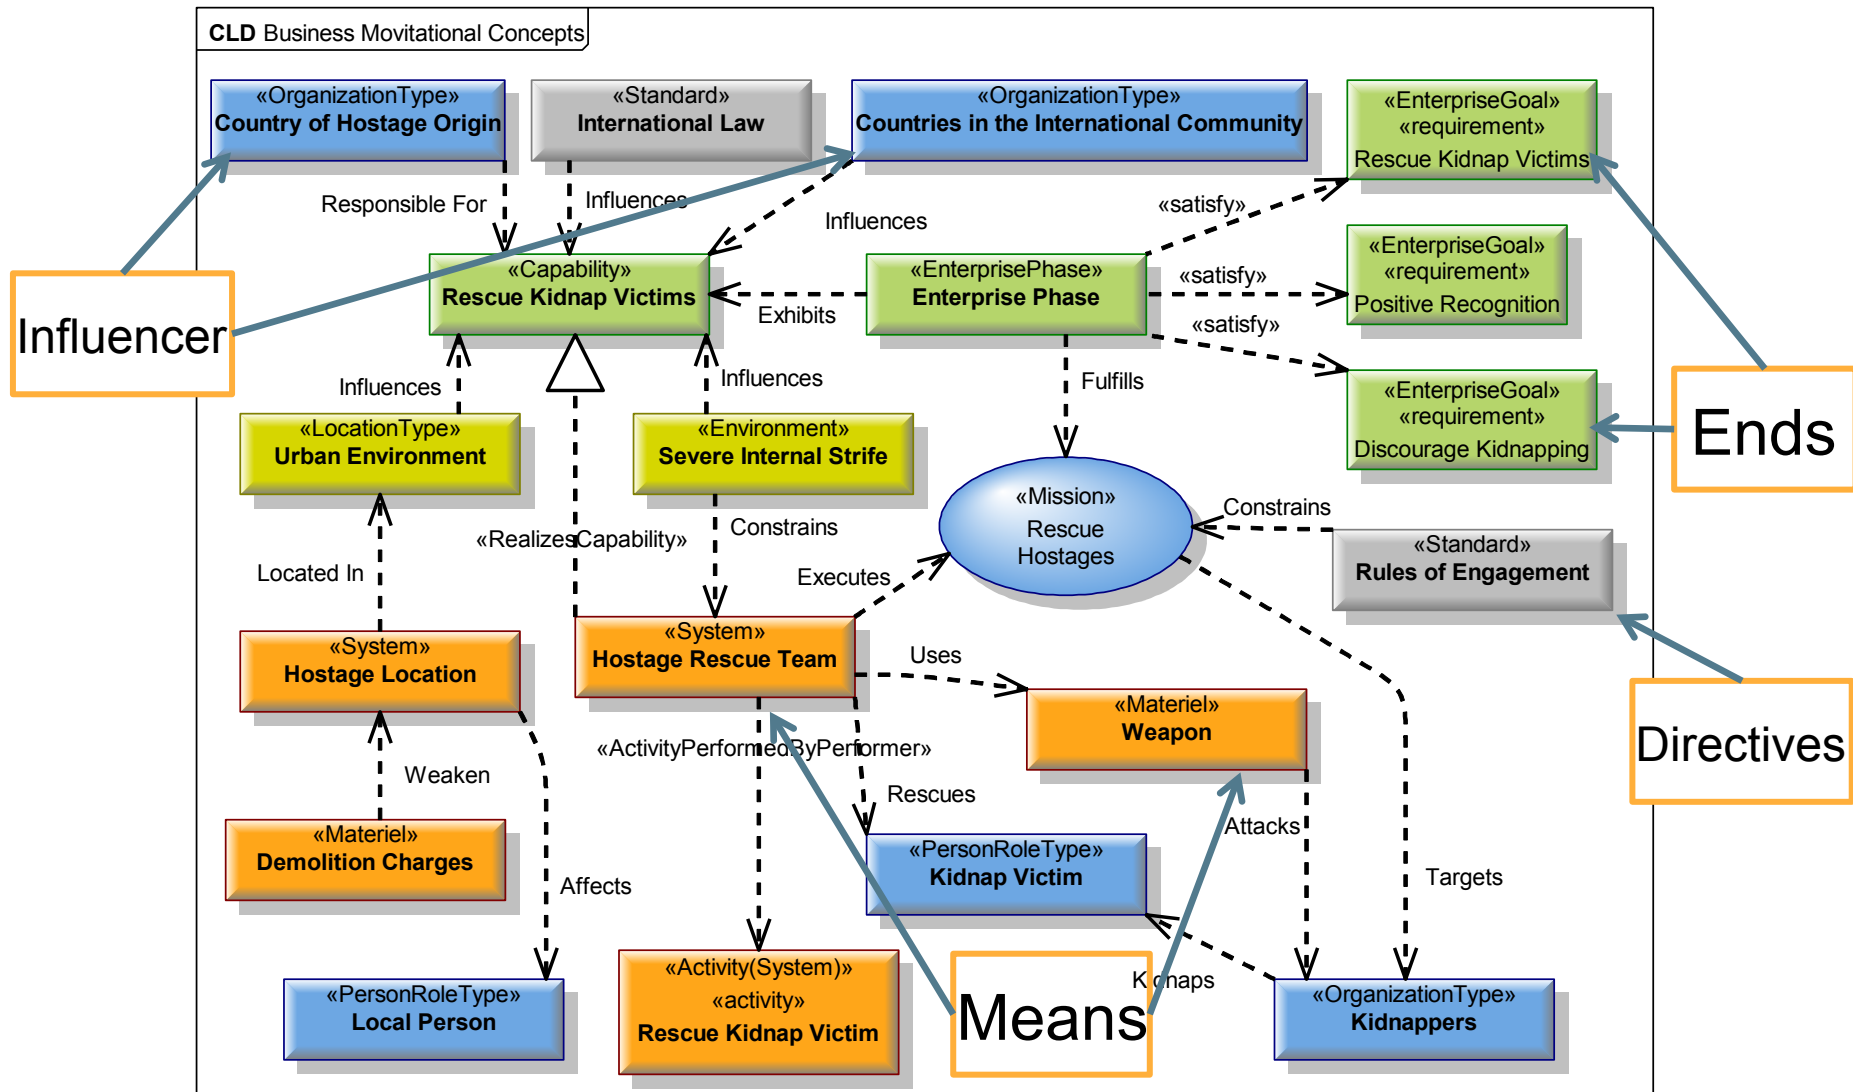 CLD Business Movitational Concepts
«OrganizationType»
Country of Hostage Origin
«Standard»
International Law
«OrganizationType»
Countries in the International Community
«EnterpriseGoal»
«requirement»
Rescue Kidnap Victims
Responsible For
Influences
Influences
«satisfy»
«Capability»
Rescue Kidnap Victims
Exhibits
«EnterprisePhase»
Enterprise Phase
«satisfy»
«EnterpriseGoal»
«requirement»
Positive Recognition
«satisfy»
Influencer
Influences
Influences
Fulfills
«EnterpriseGoal»
«requirement»
Discourage Kidnapping
Ends
«LocationType»
Urban Environment
«Environment»
Severe Internal Strife
«Mission»
Rescue
Hostages
Constrains
«Standard»
Rules of Engagement
«RealizesCapability»
Constrains
Located In
Executes
«System»
Hostage Location
«System»
Hostage Rescue Team
Uses
«Materiel»
Weapon
Directives
«ActivityPerformedByPerformer»
Weaken
Rescues
Attacks
«Materiel»
Demolition Charges
«PersonRoleType»
Kidnap Victim
Targets
Affects
«Activity(System)»
«activity»
Rescue Kidnap Victim
Means
Kidnaps
«PersonRoleType»
Local Person
«OrganizationType»
Kidnappers